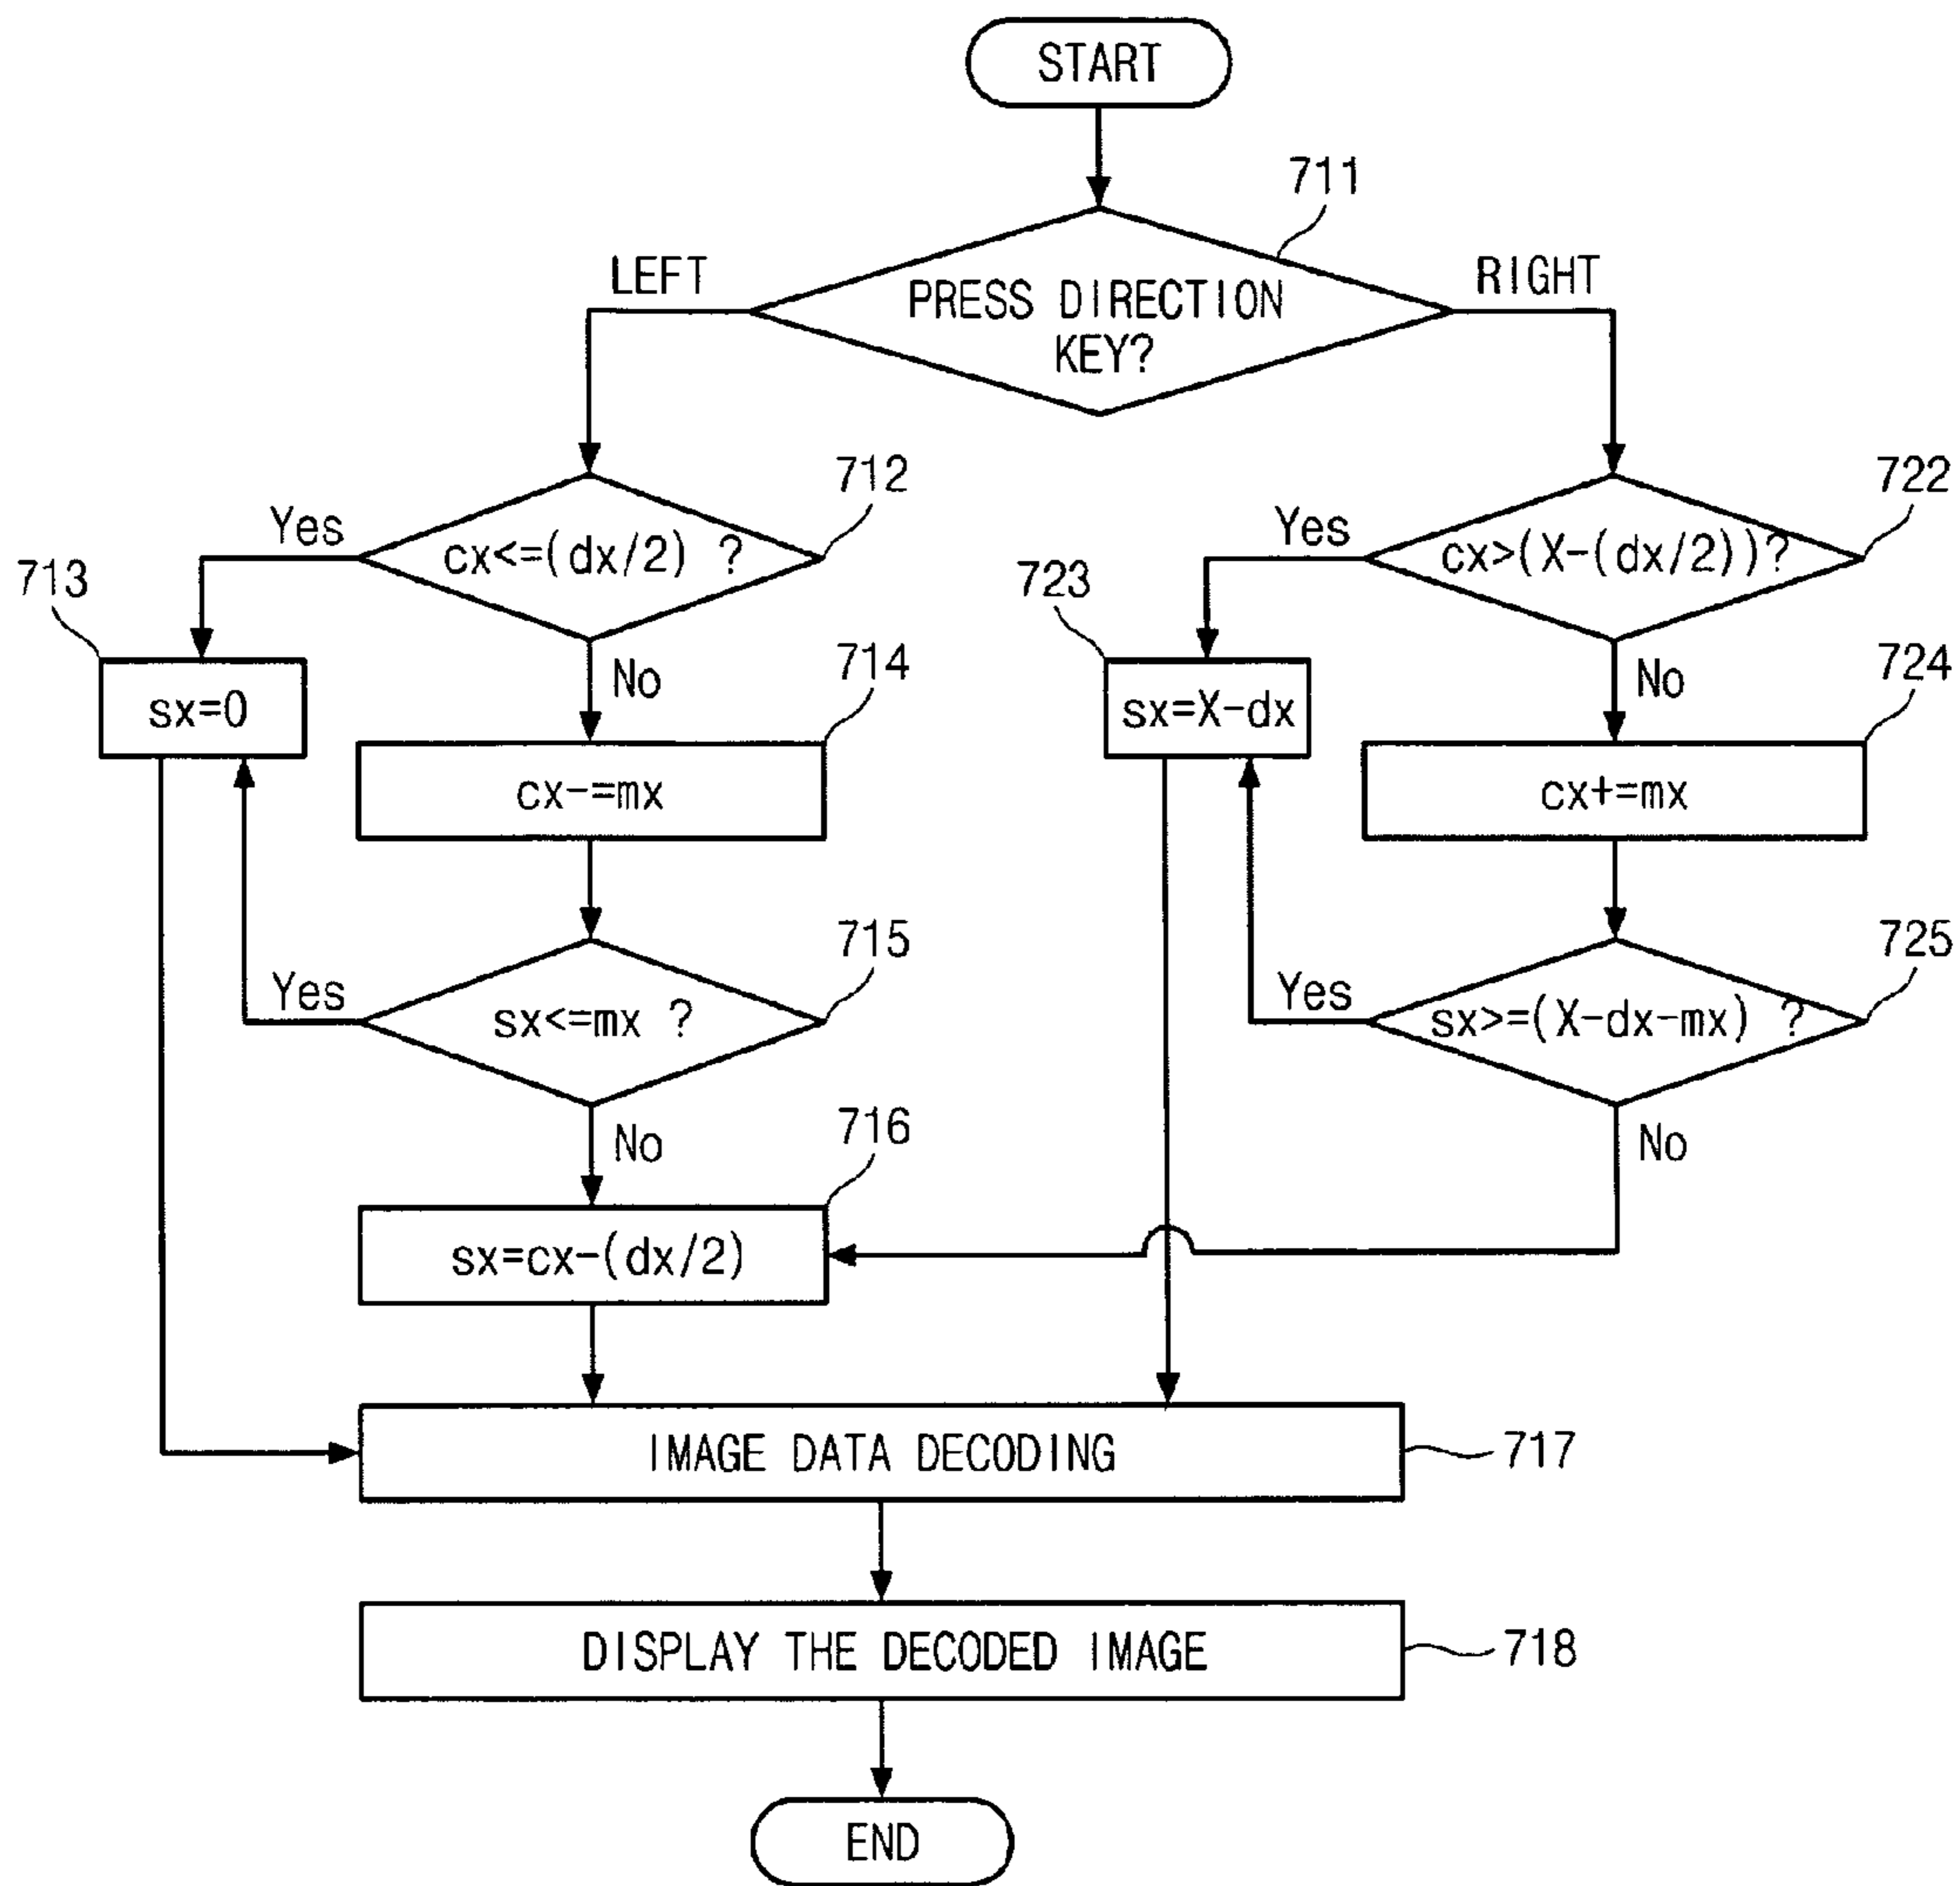 START
711
LEFT
RIGHT
PRESS DIRECTION
KEY?
712
722
Yes
cx<=(dx/2) ?
Yes
cx>(X-(dx/2))?
713
723
No
714
No
724
sx=0
sx=X-dx
cx-=mx
cx+=mx
715
725
Yes
sx<=mx ?
Yes
sx>=(X-dx-mx) ?
716
No
No
sx=cx-(dx/2)
IMAGE DATA DECODING
717
DISPLAY THE DECODED IMAGE
718
END